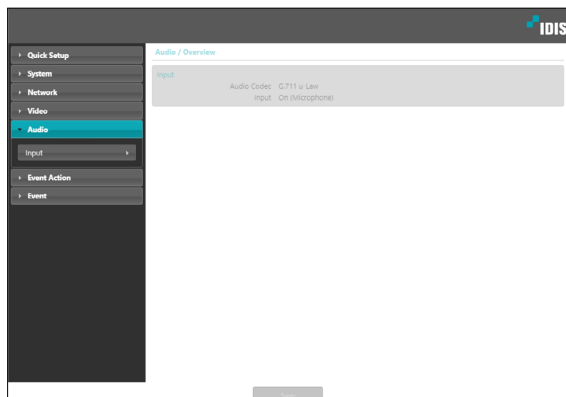 IDIS
Quick Setup
System
Network
Video
Audio
Input
Event Action
Event
Audio / Overview
Input
Audio Codec G.711 u-Law
Input On (Microphone)